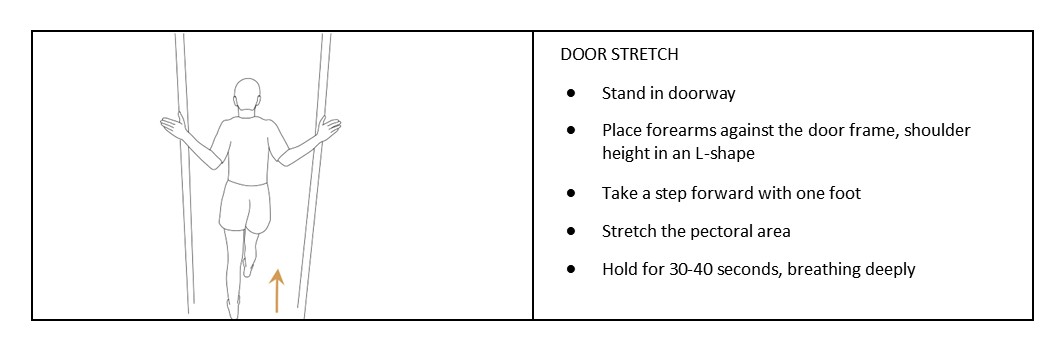 DOOR STRETCH
● Stand in doorway
● Place forearms against the door frame, shoulder
height in an L-shape
● Take a step forward with one foot
● Stretch the pectoral area
● Hold for 30-40 seconds, breathing deeply